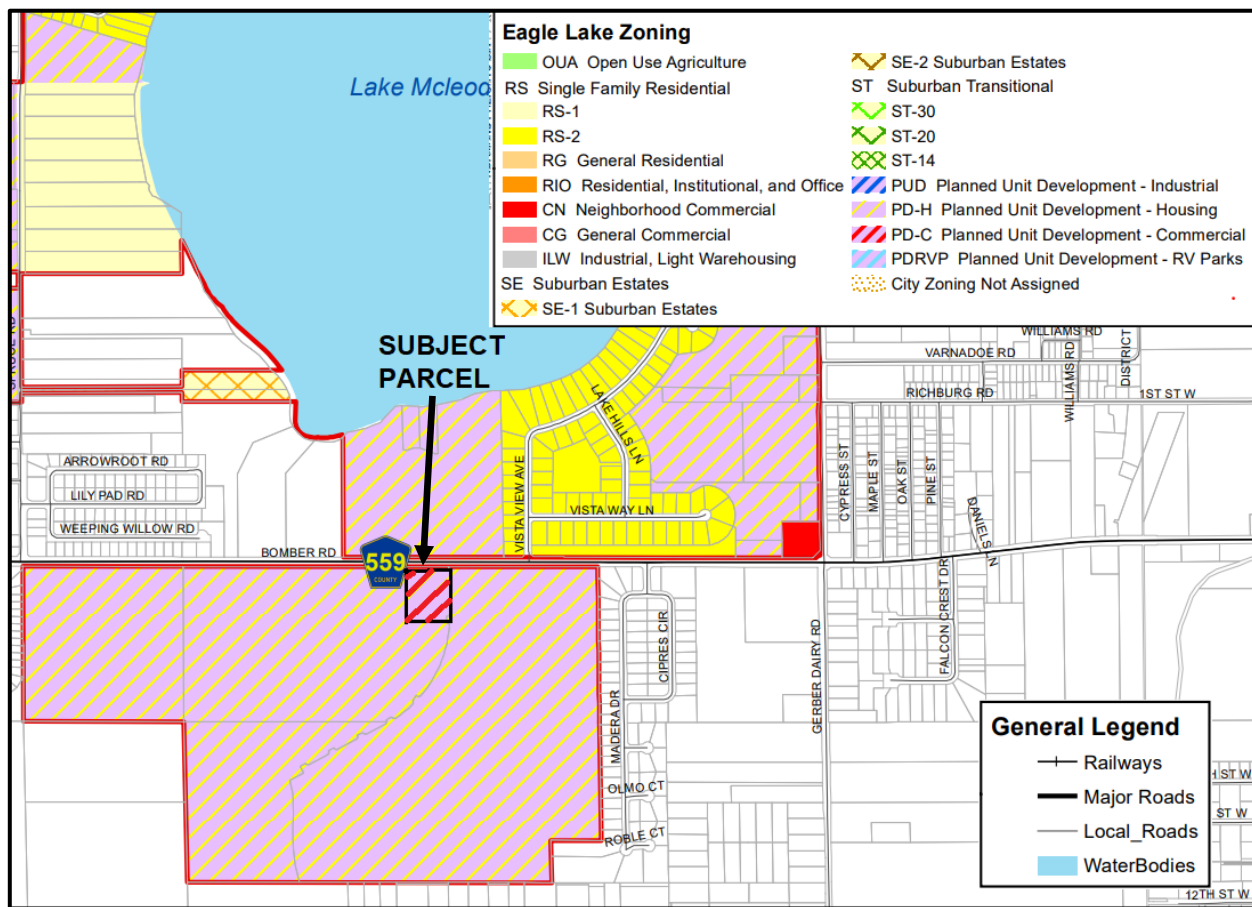 Eagle Lake Zoning
OUA Open Use Agriculture
RS Single Family Residential
RS-1
RS-2
RG General Residential
RIO Residential, Institutional, and Office
CN Neighborhood Commercial
CG General Commercial
ILW Industrial, Light Warehousing
SE Suburban Estates
SE-1 Suburban Estates
SE-2 Suburban Estates
ST Suburban Transitional
ST-30
ST-20
ST-14
PUD Planned Unit Development - Industrial
PD-H Planned Unit Development - Housing
PD-C Planned Unit Development - Commercial
PDRVP Planned Unit Development - RV Parks
City Zoning Not Assigned
Lake Mcleod
SUBJECT
PARCEL
WILLIAMS RD
VARNADOE RD
RICHBURG RD
WILLIAMS RD
DISTRICT
1ST ST W
LAKE HILLS LN
VISTA VIEW AVE
VISTA WAY LN
CYPRESS ST
MAPLE ST
OAK ST
PINE ST
DANIELS LN
ARROWROOT RD
LILY PAD RD
WEEPING WILLOW RD
BOMBER RD
559
COUNTY
CIPRES CIR
MADERA DR
GERBER DAIRY RD
FALCON CREST DR
OLMO CT
ROBLE CT
General Legend
Railways
Major Roads
Local_Roads
WaterBodies
H ST W
ST W
12TH ST W